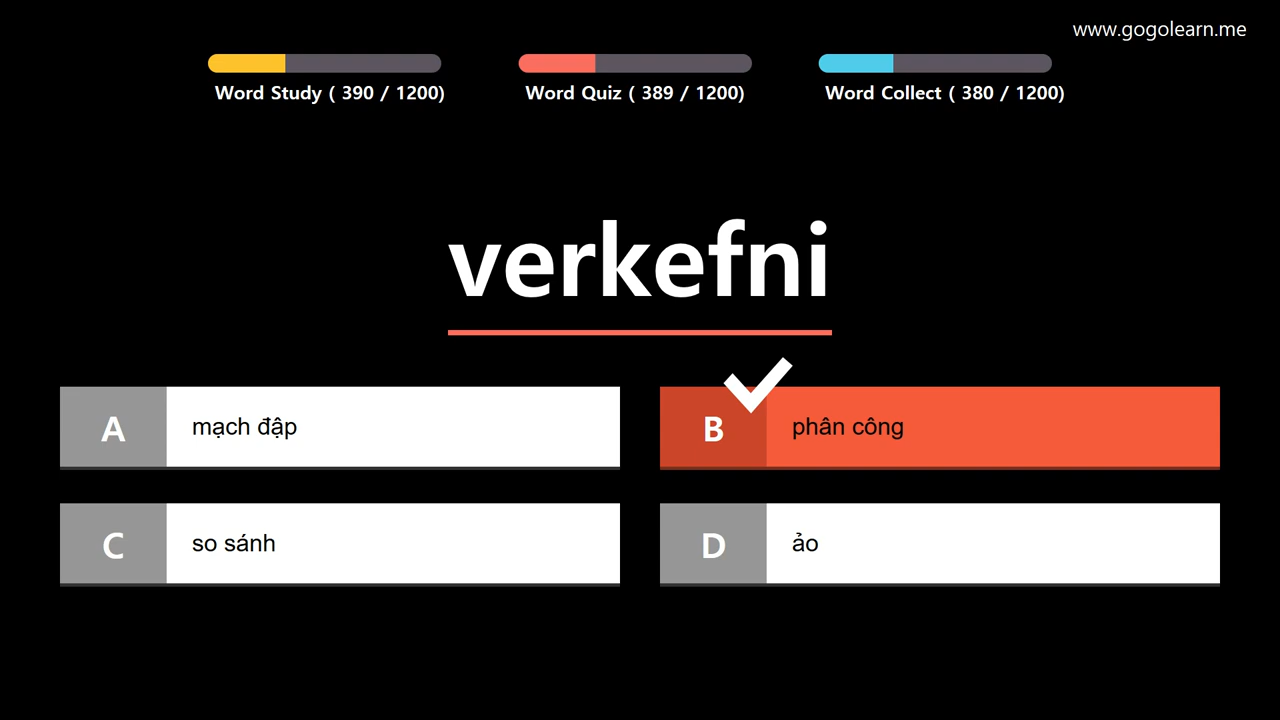 www.gogolearn.me
Word Study ( 390 / 1200)
Word Quiz ( 389 / 1200)
Word Collect ( 380 / 1200)
verkefni
A mạch đập
B phân công
C so sánh
D ảo